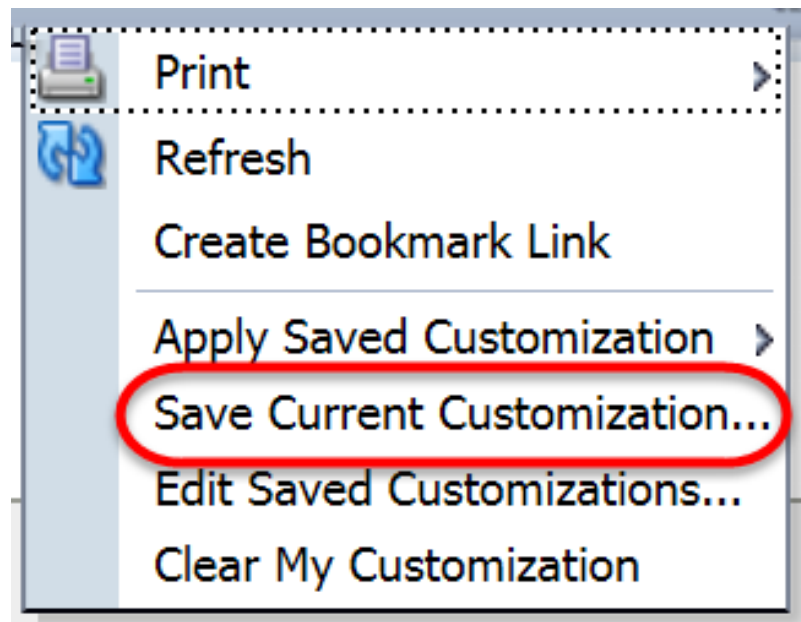 Print
Refresh
Create Bookmark Link
Apply Saved Customization
Save Current Customization...
Edit Saved Customizations...
Clear My Customization